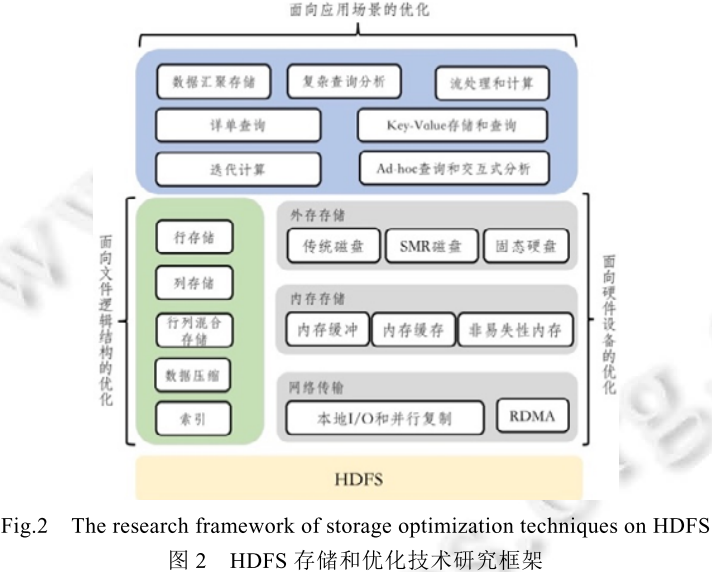 面向应用场景的优化
数据汇聚存储
复杂查询分析
流处理和计算
详单查询
Key-Value存储和查询
迭代计算
Ad-hoc查询和交互式分析
面向文件逻辑结构的优化
行存储
列存储
行列混合
存储
数据压缩
索引
外存存储
传统磁盘
SMR磁盘
固态硬盘
内存存储
内存缓冲
内存缓存
非易失性内存
网络传输
本地I/O和并行复制
RDMA
面向硬件设备的优化
HDFS
Fig.2 The research framework of storage optimization techniques on HDFS
图 2 HDFS 存储和优化技术研究框架